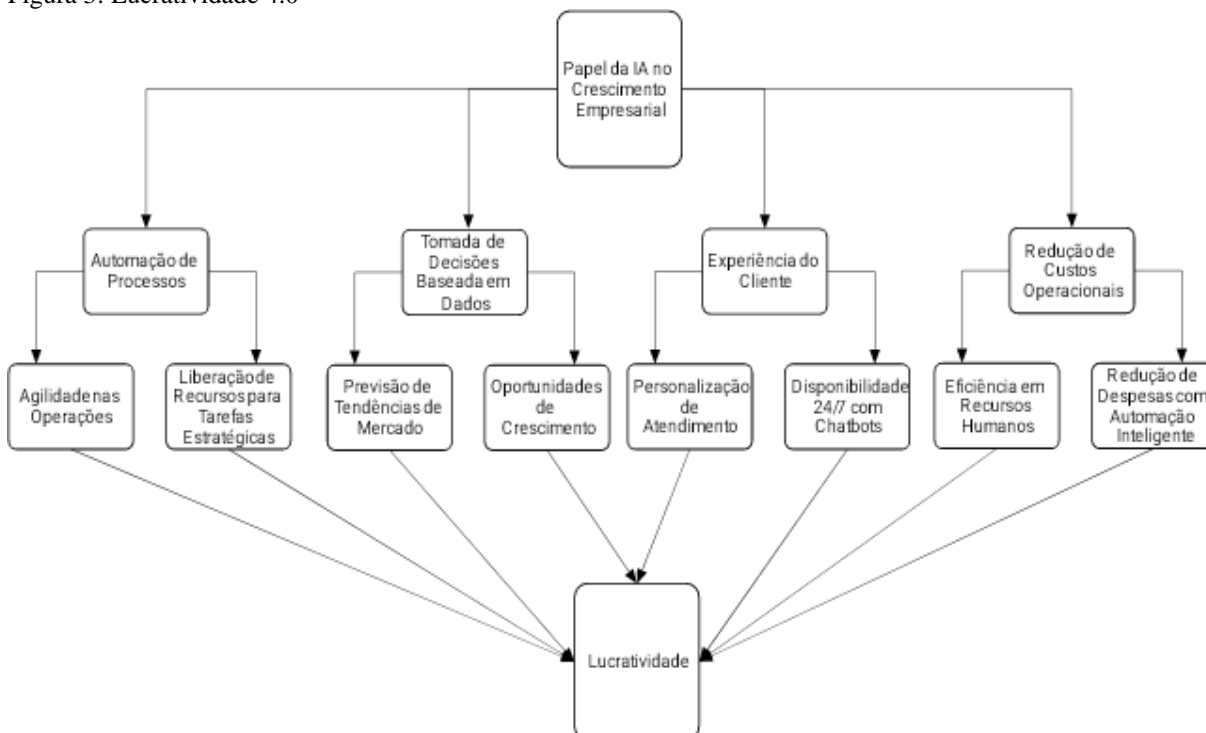 Figura 3: Lucratividade 4.0
Papel da IA no
Crescimento
Empresarial
Automação de
Processos
Tomada de
Decisões
Baseada em
Dados
Experiência do
Cliente
Redução de
Custos
Operacionais
Agilidade nas
Operações
Liberação de
Recursos para
Tarefas
Estratégicas
Previsão de
Tendências de
Mercado
Oportunidades
de
Crescimento
Personalização
de
Atendimento
Disponibilidade
24/7 com
Chatbots
Eficiência em
Recursos
Humanos
Redução de
Despesas com
Automação
Inteligente
Lucratividade